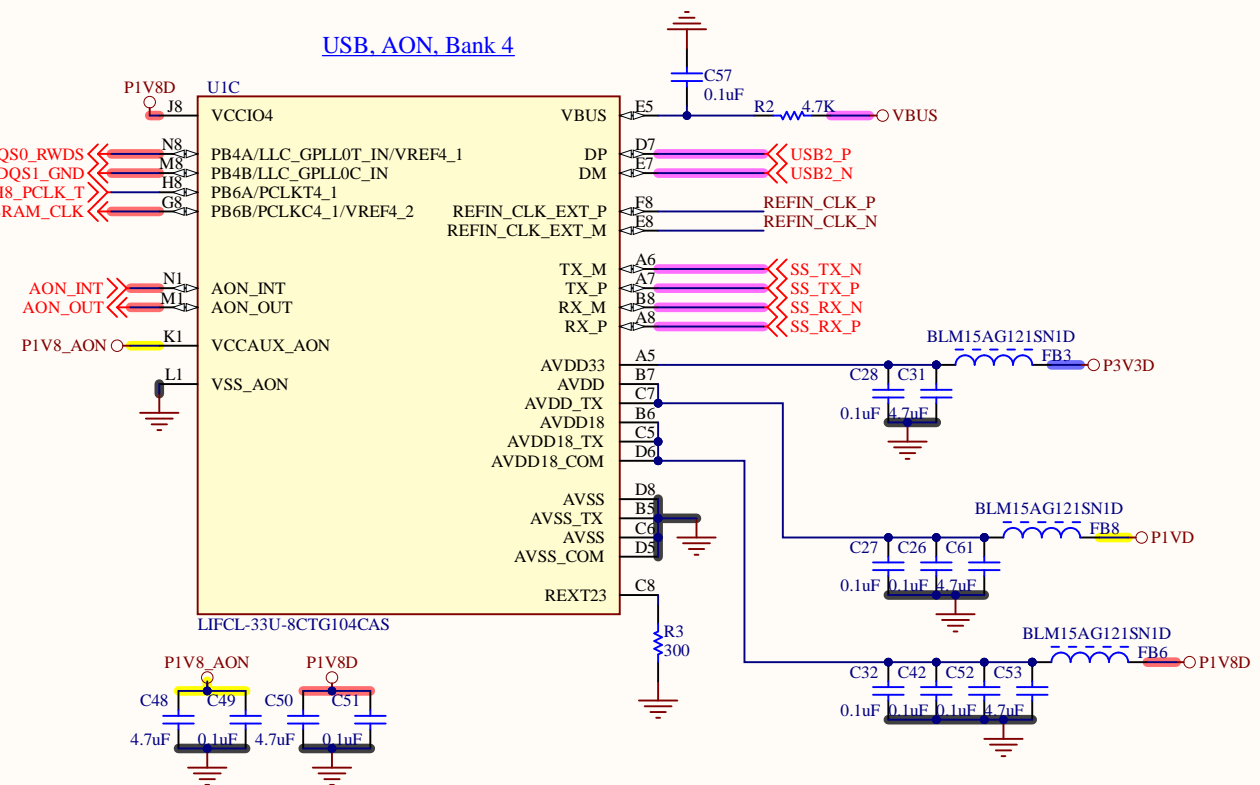 USB, AON, Bank 4
P1V8D
U1C
J8
VCCIO4
QS0_RWDS
N8
PB4A/LLC_GPLL0T_IN/VREF4_1
DQS1_GND
M8
PB4B/LLC_GPLL0C_IN
H8_PCLK_T
H8
PB6A/PCLKT4_1
RAM_CLK
G8
PB6B/PCLKC4_1/VREF4_2
AON_INT
N1
AON_INT
AON_OUT
M1
AON_OUT
P1V8_AON
K1
VCCAUX_AON
L1
VSS_AON
C57
0.1uF
VBUS
E5
R2
4.7K
VBUS
DP
D7
USB2_P
DM
E7
USB2_N
REFIN_CLK_EXT_P
F8
REFIN_CLK_P
REFIN_CLK_EXT_M
E8
REFIN_CLK_N
TX_M
A6
SS_TX_N
TX_P
A7
SS_TX_P
RX_M
B8
SS_RX_N
RX_P
A8
SS_RX_P
AVDD33
A5
AVDD
B7
AVDD_TX
C7
AVDD18
B6
AVDD18_TX
C5
AVDD18_COM
D6
AVSS
D8
AVSS_TX
B5
AVSS
C6
AVSS_COM
D5
REXT23
C8
R3
300
LIFCL-33U-8CTG104CAS
BLM15AG121SN1D
FB3
P3V3D
C28
C31
0.1uF
4.7uF
BLM15AG121SN1D
FB8
P1VD
C27
C26
C61
0.1uF
0.1uF
4.7uF
BLM15AG121SN1D
FB6
P1V8D
C32
C42
C52
C53
0.1uF
0.1uF
0.1uF
4.7uF
P1V8_AON
C48
C49
4.7uF
0.1uF
P1V8D
C50
C51
4.7uF
0.1uF